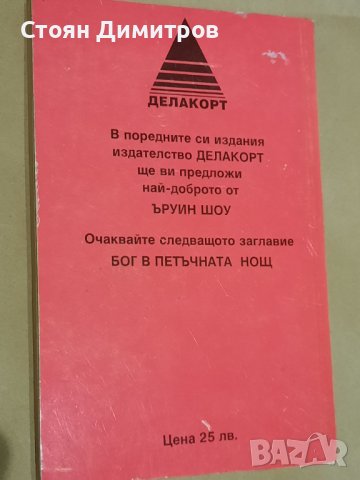 Стоян Димитров
ДЕЛАКОРТ
В поредните си издания
издателство ДЕЛАКОРТ
ще ви предложи
най-доброто от
ЪРУИН ШОУ
Очаквайте следващото заглавие
БОГ В ПЕТЪЧНАТА НОЩ
Цена 25 лв.
BAZAR